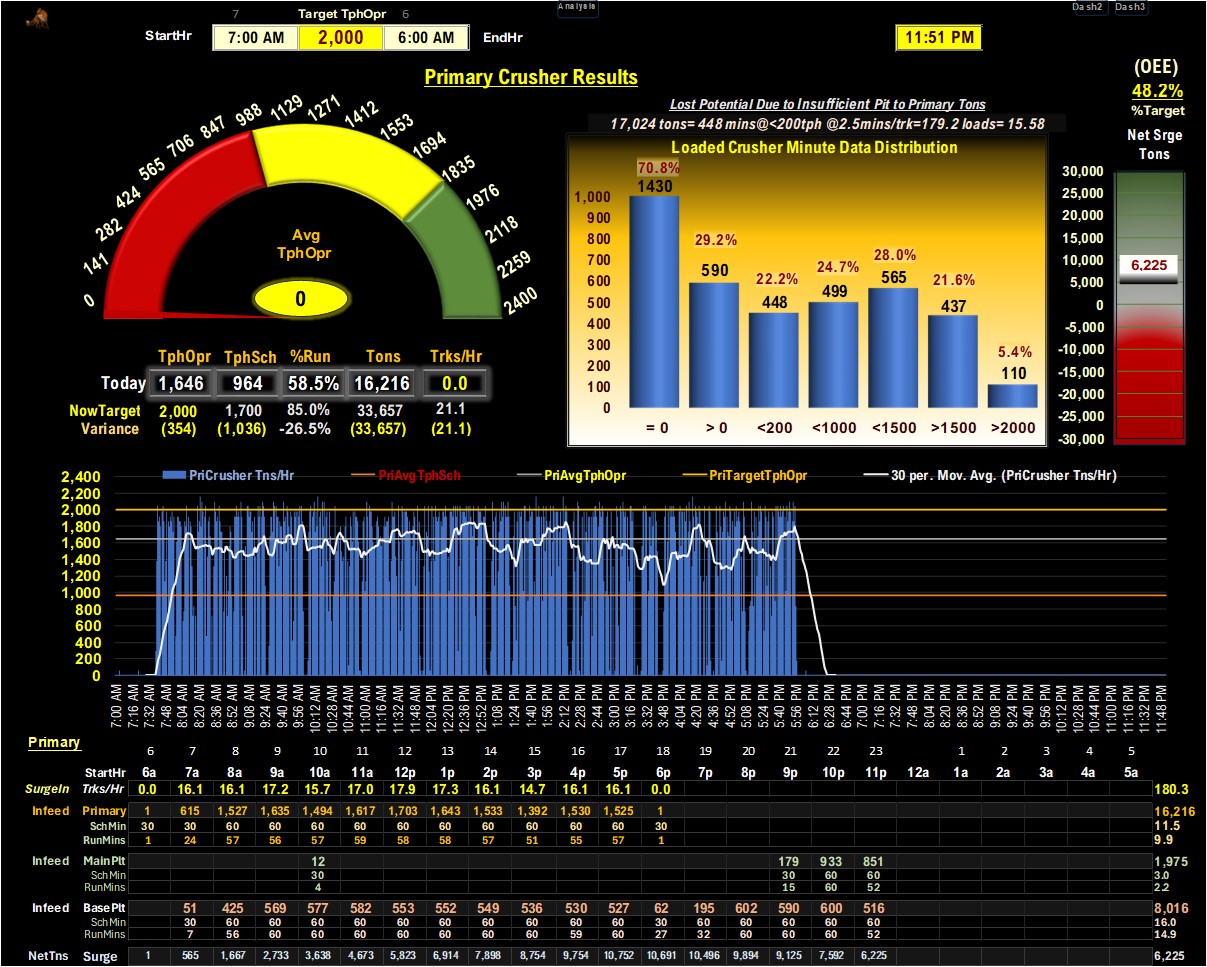 Analysis
Dash2 Dash3
7 Target TphOpr 6
StartHr 7:00 AM 2,000 6:00 AM EndHr
11:51 PM
Primary Crusher Results
(OEE)
48.2%
%Target
Net Srge
Tons
Lost Potential Due to Insufficient Pit to Primary Tons
17,024 tons= 448 mins@<200tph @2.5mins/trk=179.2 loads= 15.58
0 141 282 424 565 706 847 988 1129 1271 1412 1553 1694 1835 1976 2118 2259 2400
Avg
TphOpr
0
Loaded Crusher Minute Data Distribution
70.8% 29.2% 22.2% 24.7% 28.0% 21.6% 5.4%
1430 590 448 499 565 437 110
1,000
900
800
700
600
500
400
300
200
100
0
= 0 > 0 <200 <1000 <1500 >1500 >2000
30,000
25,000
20,000
15,000
10,000
5,000
0
-5,000
-10,000
-15,000
-20,000
-25,000
-30,000
6,225
TphOpr TphSch %Run Tons Trks/Hr
Today 1,646 964 58.5% 16,216 0.0
NowTarget 2,000 1,700 85.0% 33,657 21.1
Variance (354) (1,036) -26.5% (33,657) (21.1)
PriCrusher Tns/Hr PriAvgTphSch PriAvgTphOpr PriTargetTphOpr 30 per. Mov. Avg. (PriCrusher Tns/Hr)
2,400
2,200
2,000
1,800
1,600
1,400
1,200
1,000
800
600
400
200
0
7:00 AM 7:16 AM 7:32 AM 7:48 AM 8:04 AM 8:20 AM 8:36 AM 8:52 AM 9:08 AM 9:24 AM 9:40 AM 9:56 AM 10:12 AM 10:28 AM 10:44 AM 11:00 AM 11:16 AM 11:32 AM 11:48 AM 12:04 PM 12:20 PM 12:36 PM 12:52 PM 1:08 PM 1:24 PM 1:40 PM 1:56 PM 2:12 PM 2:28 PM 2:44 PM 3:00 PM 3:16 PM 3:32 PM 3:48 PM 4:04 PM 4:20 PM 4:36 PM 4:52 PM 5:08 PM 5:24 PM 5:40 PM 5:56 PM 6:12 PM 6:28 PM 6:44 PM 7:00 PM 7:16 PM 7:32 PM 7:48 PM 8:04 PM 8:20 PM 8:36 PM 8:52 PM 9:08 PM 9:24 PM 9:40 PM 9:56 PM 10:12 PM 10:28 PM 10:44 PM 11:00 PM 11:16 PM 11:32 PM 11:48 PM
Primary 6 7 8 9 10 11 12 13 14 15 16 17 18 19 20 21 22 23 1 2 3 4 5
StartHr 6a 7a 8a 9a 10a 11a 12p 1p 2p 3p 4p 5p 6p 7p 8p 9p 10p 11p 12a 1a 2a 3a 4a 5a
SurgeIn Trks/Hr 0.0 16.1 16.1 17.2 15.7 17.0 17.9 17.3 16.1 14.7 16.1 16.1 0.0 180.3
Infeed Primary 1 615 1,527 1,635 1,494 1,617 1,703 1,643 1,533 1,392 1,530 1,525 1 16,216
SchMin 30 30 60 60 60 60 60 60 60 60 60 60 30 11.5
RunMins 1 24 57 56 57 59 58 58 57 51 55 57 1 9.9
Infeed MainPlt 12 179 933 851 1,975
SchMin 30 30 60 60 3.0
RunMins 4 15 60 52 2.2
Infeed BasePlt 51 425 569 577 582 553 552 549 536 530 527 62 195 602 590 600 516 8,016
SchMin 30 60 60 60 60 60 60 60 60 60 60 30 60 60 60 60 60 16.0
RunMins 7 56 60 60 60 60 60 60 60 59 60 27 32 60 60 60 52 14.9
NetTns Surge 1 565 1,667 2,733 3,638 4,673 5,823 6,914 7,898 8,754 9,754 10,752 10,691 10,496 9,894 9,125 7,592 6,225 6,225